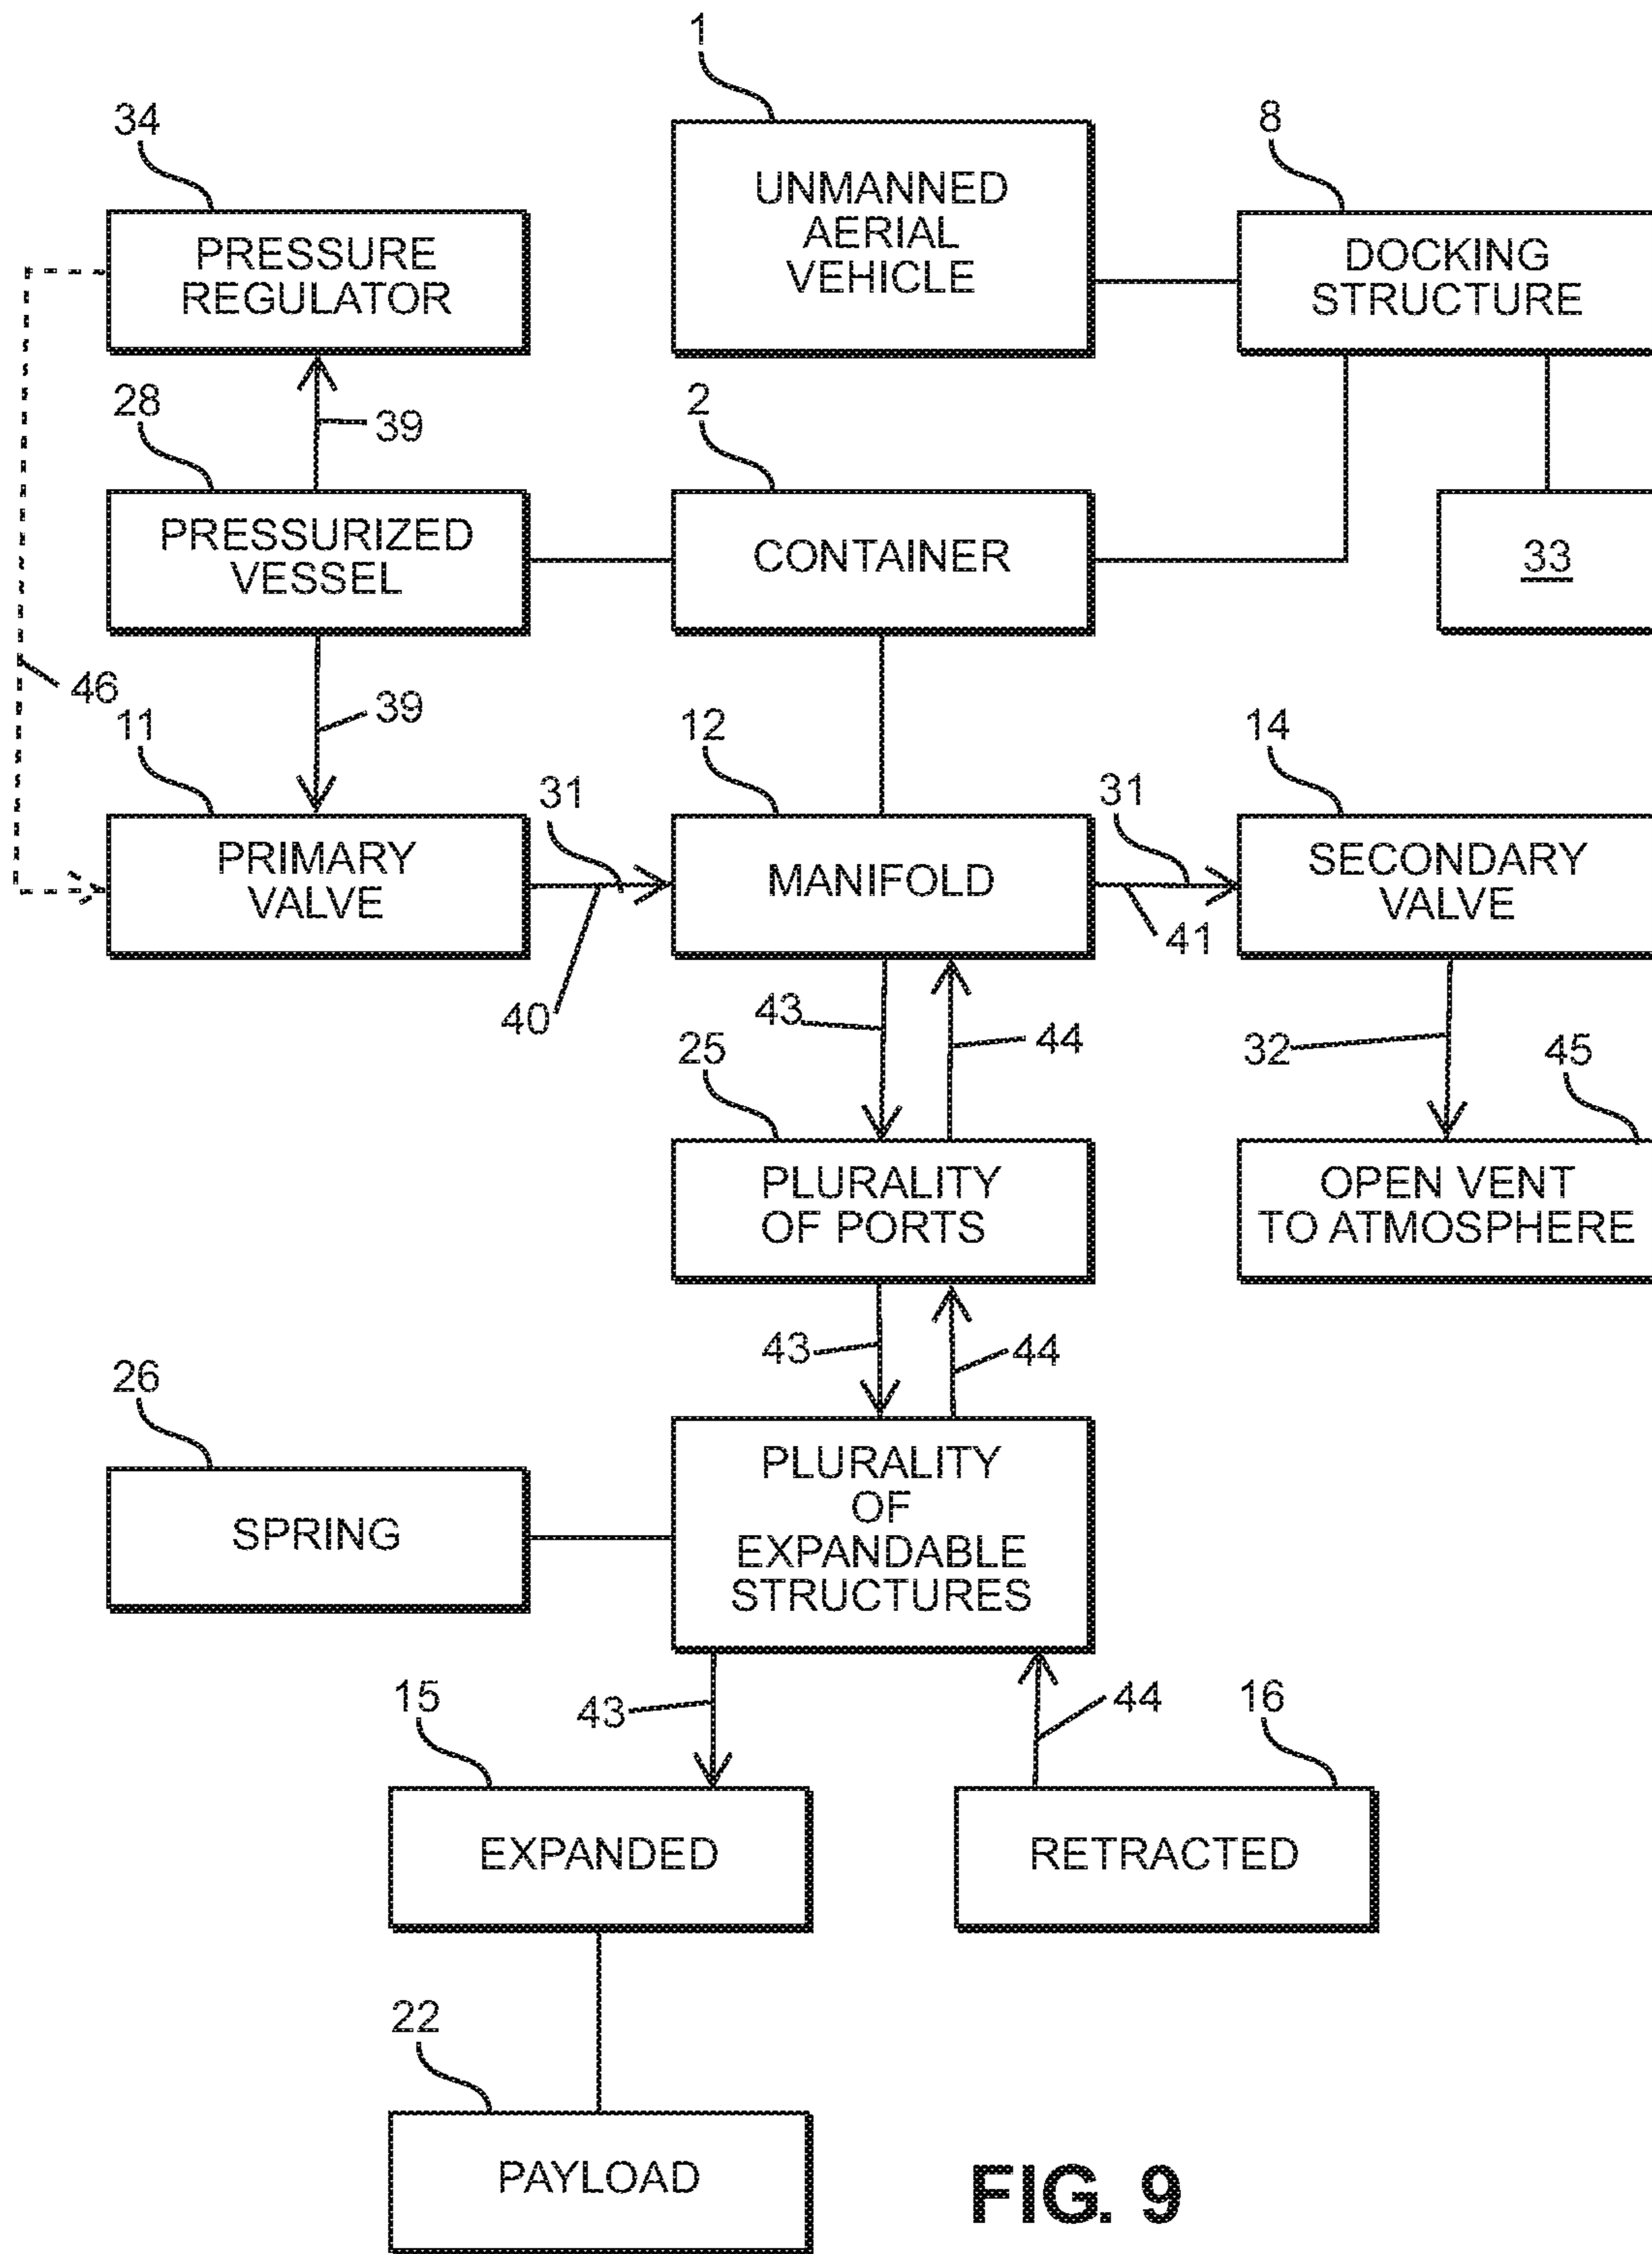 1
34
8
UNMANNED
AERIAL
VEHICLE
PRESSURE
REGULATOR
DOCKING
STRUCTURE
28
39
2
PRESSURIZED
VESSEL
CONTAINER
33
46
39
11
12
14
31
31
PRIMARY
VALVE
MANIFOLD
SECONDARY
VALVE
41
40
43
44
25
32
45
PLURALITY
OF PORTS
OPEN VENT
TO ATMOSPHERE
43
44
26
PLURALITY
OF
EXPANDABLE
STRUCTURES
SPRING
15
43
44
16
EXPANDED
RETRACTED
22
PAYLOAD
FIG. 9